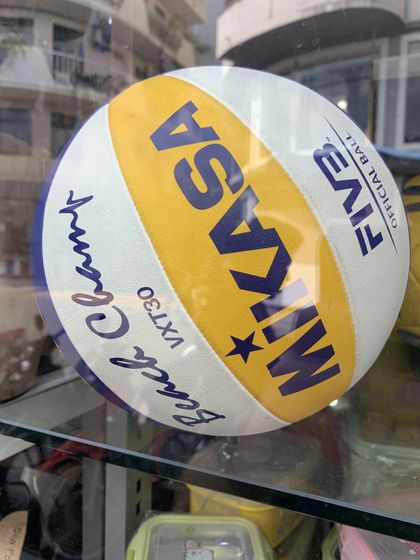 MIKASA
FIVB
OFFICIAL BALL
Beach Champ
VXT30